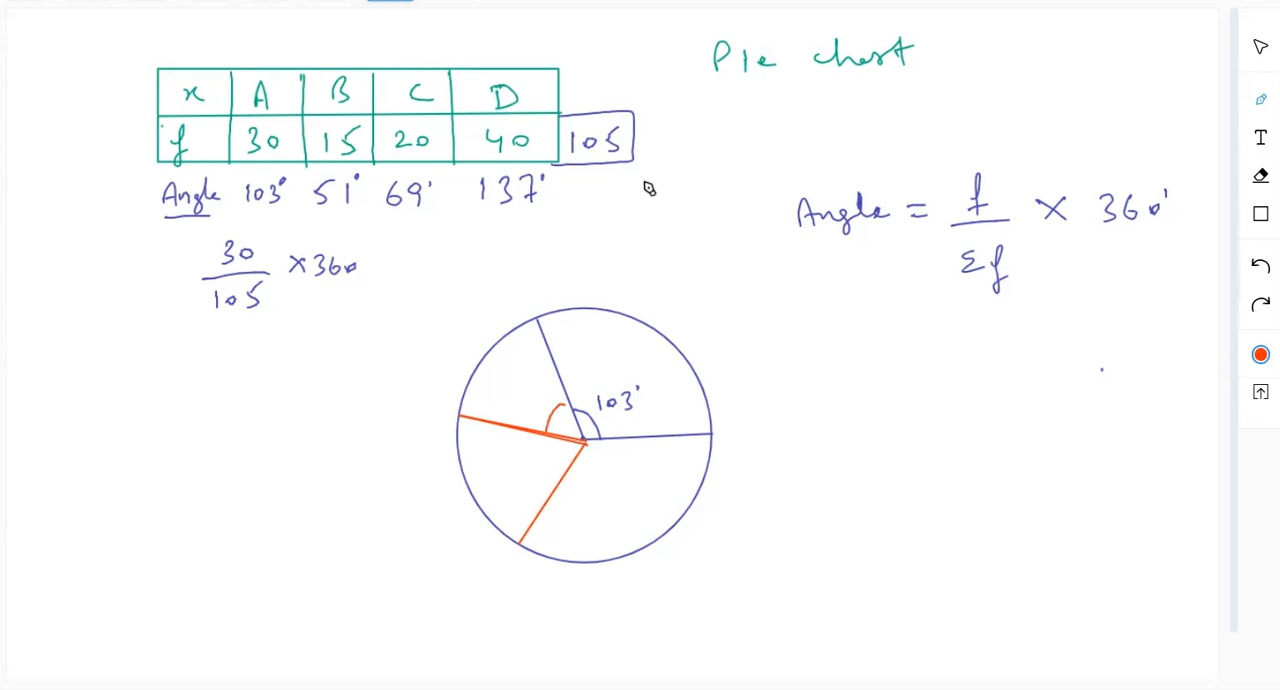 Pie chart
x A B C D
f 30 15 20 40 105
Angle 103° 51° 69° 137°
Angle = f/Σf × 360°
30/105 × 360
103°
T